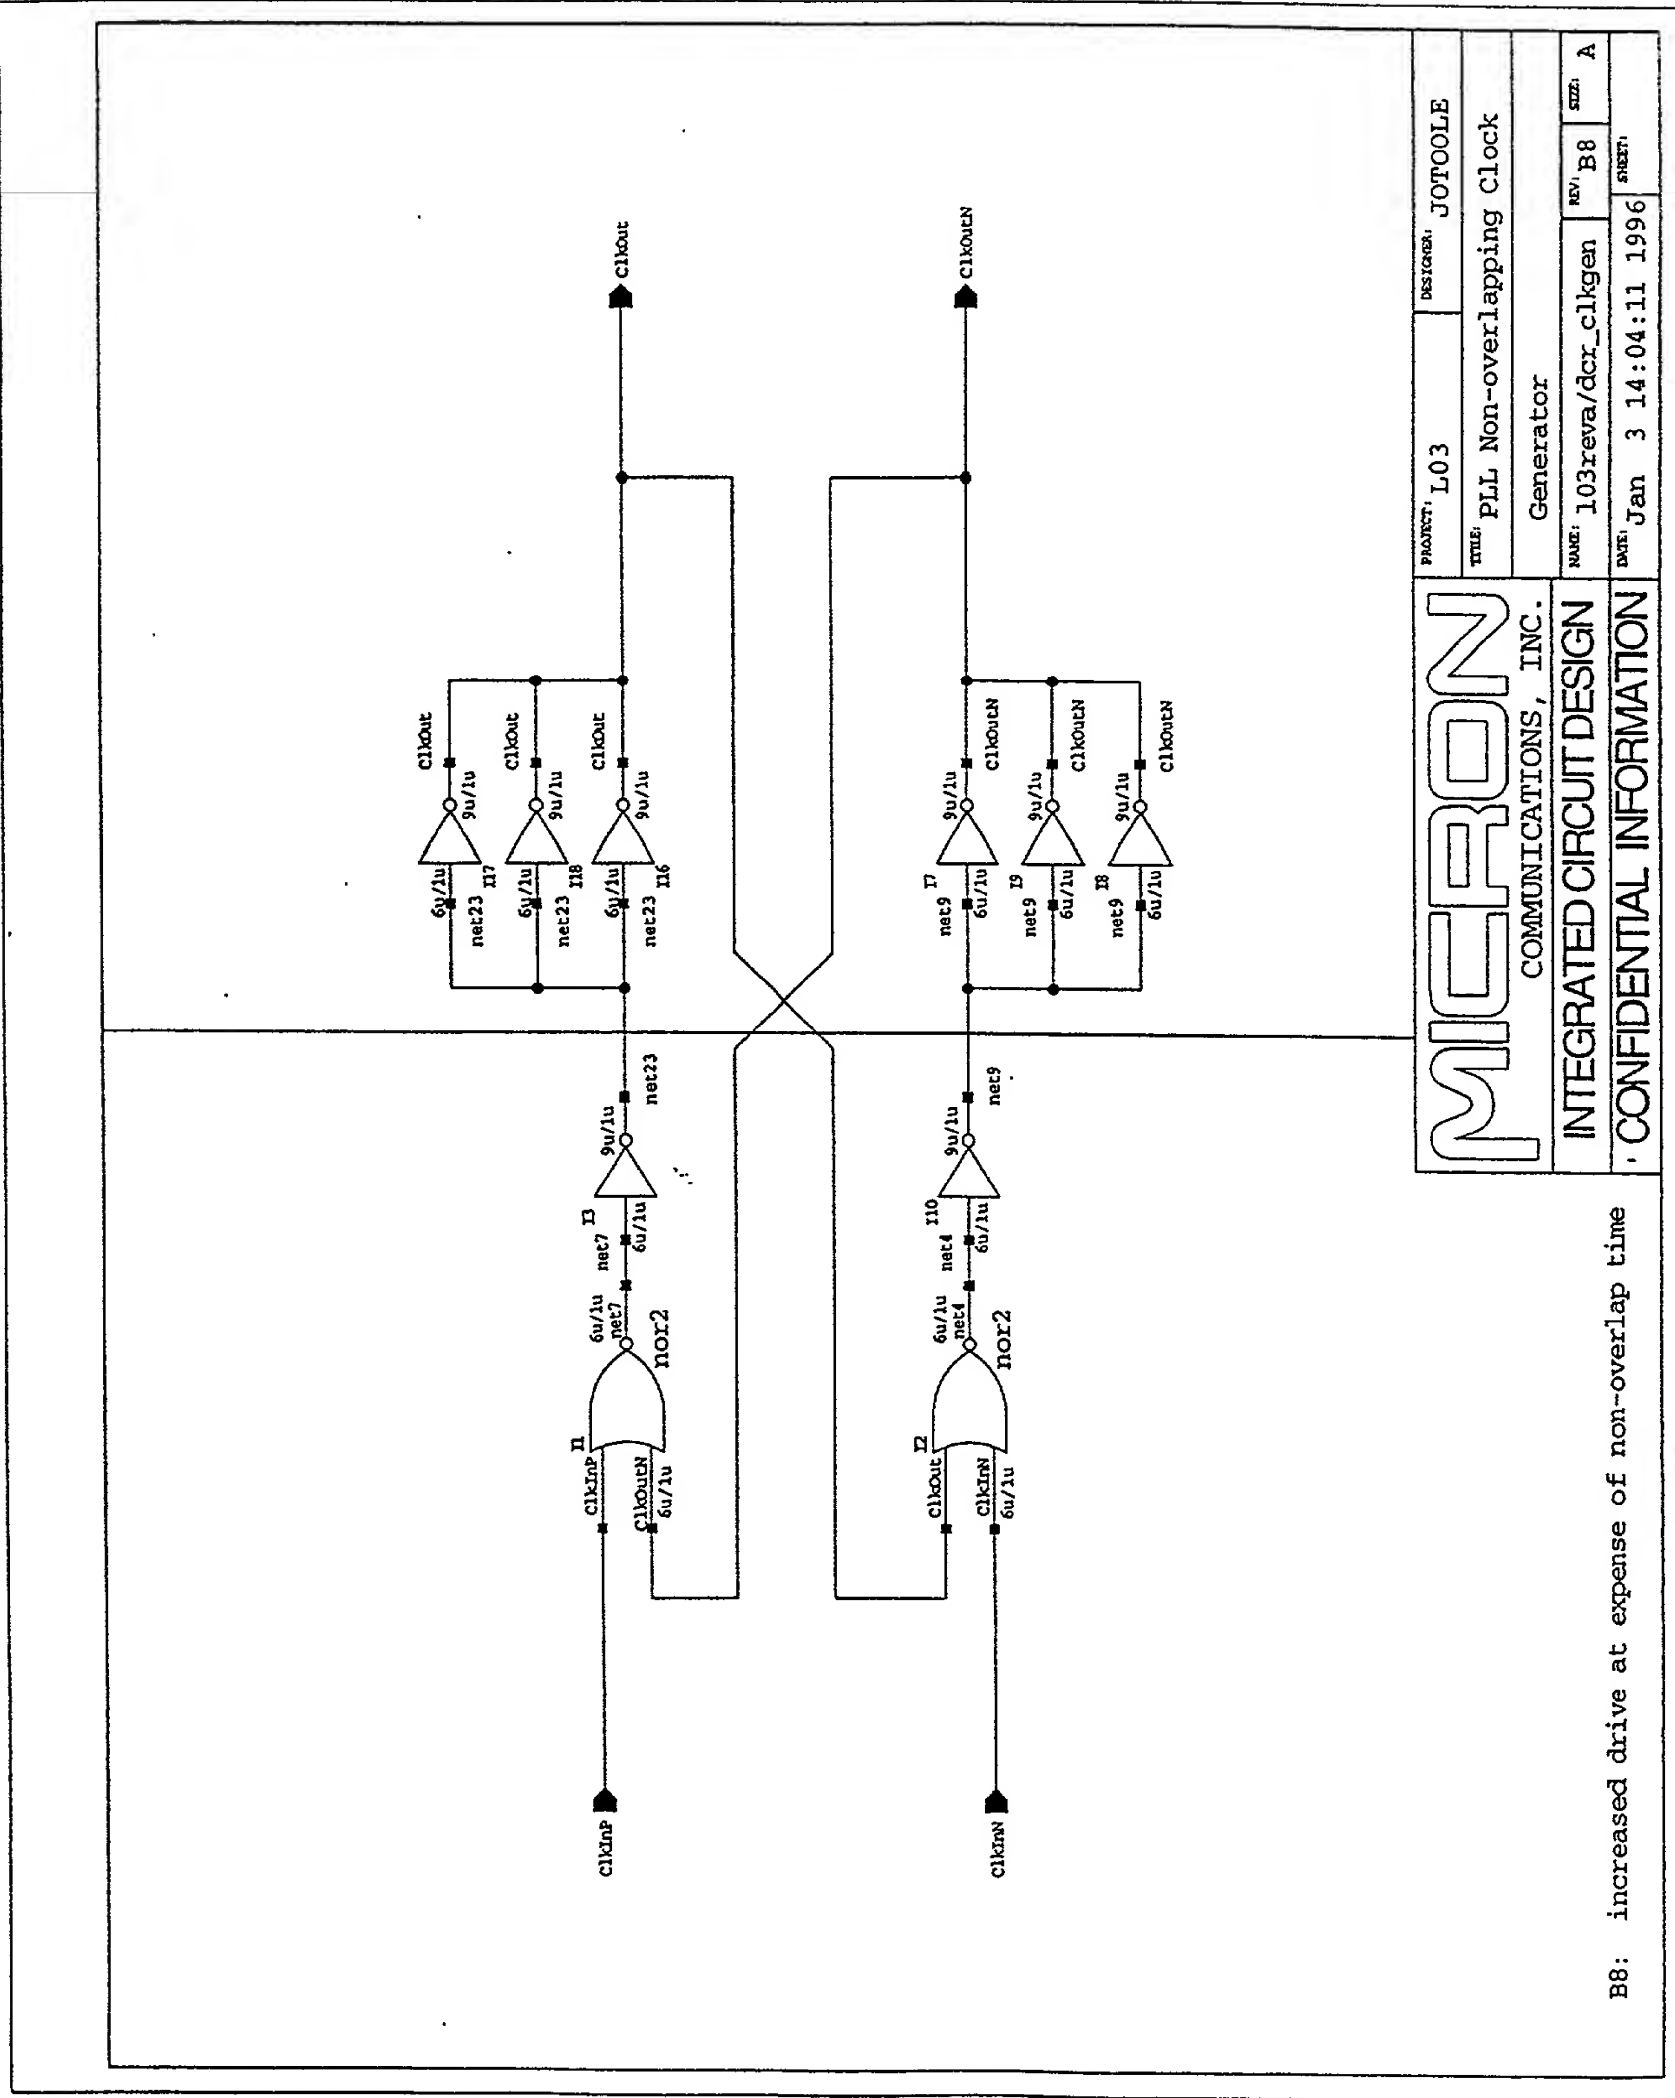 I17
6u/1u
9u/1u
net23
ClkOut
I18
6u/1u
9u/1u
net23
ClkOut
I16
6u/1u
9u/1u
net23
ClkOut
ClkOut
ClkInP
I1
ClkInP
ClkOutN
6u/1u
6u/1u
net7
nor2
net7
I3
6u/1u
9u/1u
net23
ClkInN
I2
ClkOut
ClkInN
6u/1u
6u/1u
net4
nor2
net4
I10
6u/1u
9u/1u
net9
I7
net9
6u/1u
9u/1u
ClkOutN
ClkOutN
I9
net9
6u/1u
9u/1u
ClkOutN
I8
net9
6u/1u
9u/1u
ClkOutN
B8: increased drive at expense of non-overlap time
MICRON
COMMUNICATIONS, INC.
INTEGRATED CIRCUIT DESIGN
CONFIDENTIAL INFORMATION
PROJECT: L03
DESIGNER: JOTOOLE
TITLE: PLL Non-overlapping Clock
Generator
NAME: l03reva/dcr_clkgen
REV: B8
SIZE: A
DATE: Jan 3 14:04:11 1996
SHEET: